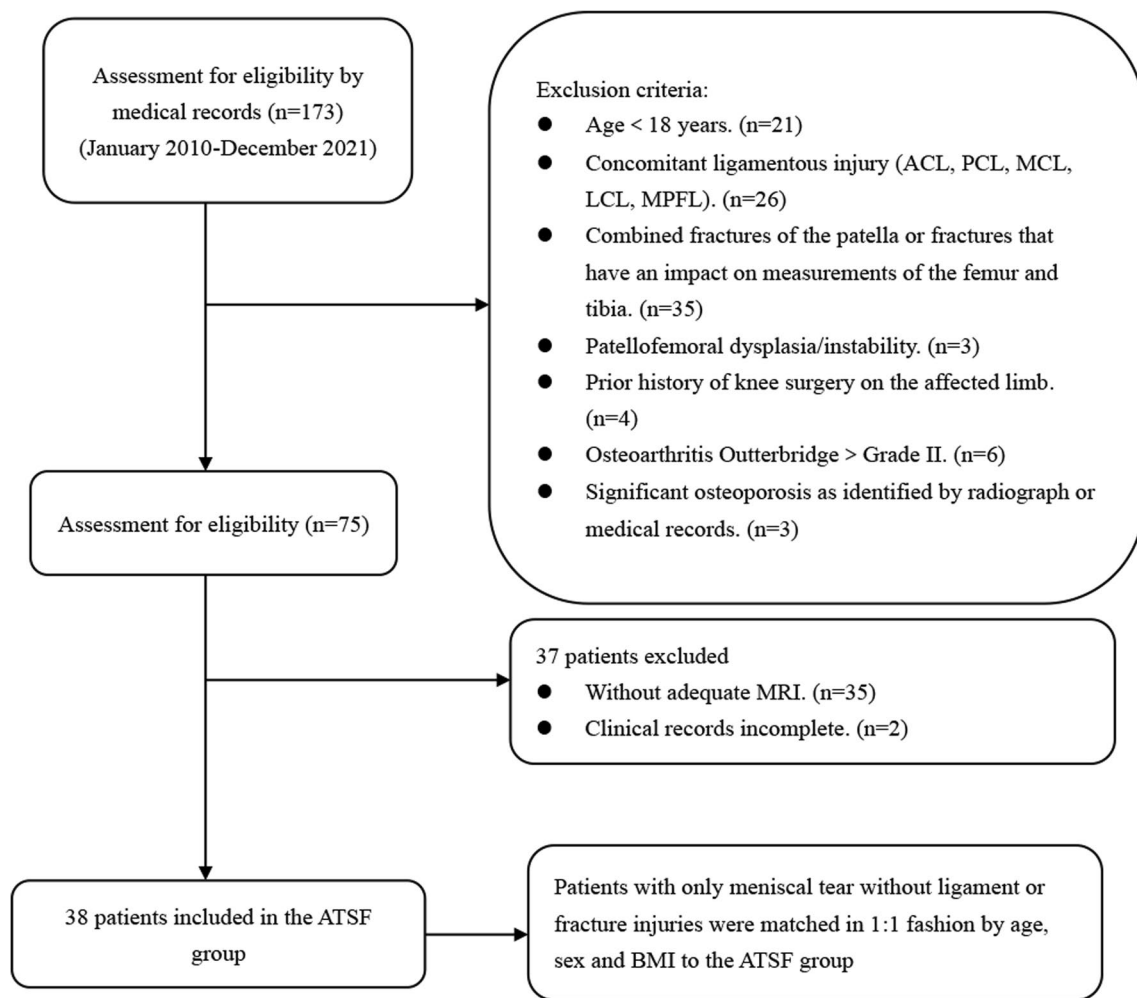 Assessment for eligibility by
medical records (n=173)
(January 2010-December 2021)
Exclusion criteria:
● Age < 18 years. (n=21)
● Concomitant ligamentous injury (ACL, PCL, MCL,
LCL, MPFL). (n=26)
● Combined fractures of the patella or fractures that
have an impact on measurements of the femur and
tibia. (n=35)
● Patellofemoral dysplasia/instability. (n=3)
● Prior history of knee surgery on the affected limb.
(n=4)
● Osteoarthritis Outterbridge > Grade II. (n=6)
● Significant osteoporosis as identified by radiograph or
medical records. (n=3)
Assessment for eligibility (n=75)
37 patients excluded
● Without adequate MRI. (n=35)
● Clinical records incomplete. (n=2)
38 patients included in the ATSF
group
Patients with only meniscal tear without ligament or
fracture injuries were matched in 1:1 fashion by age,
sex and BMI to the ATSF group